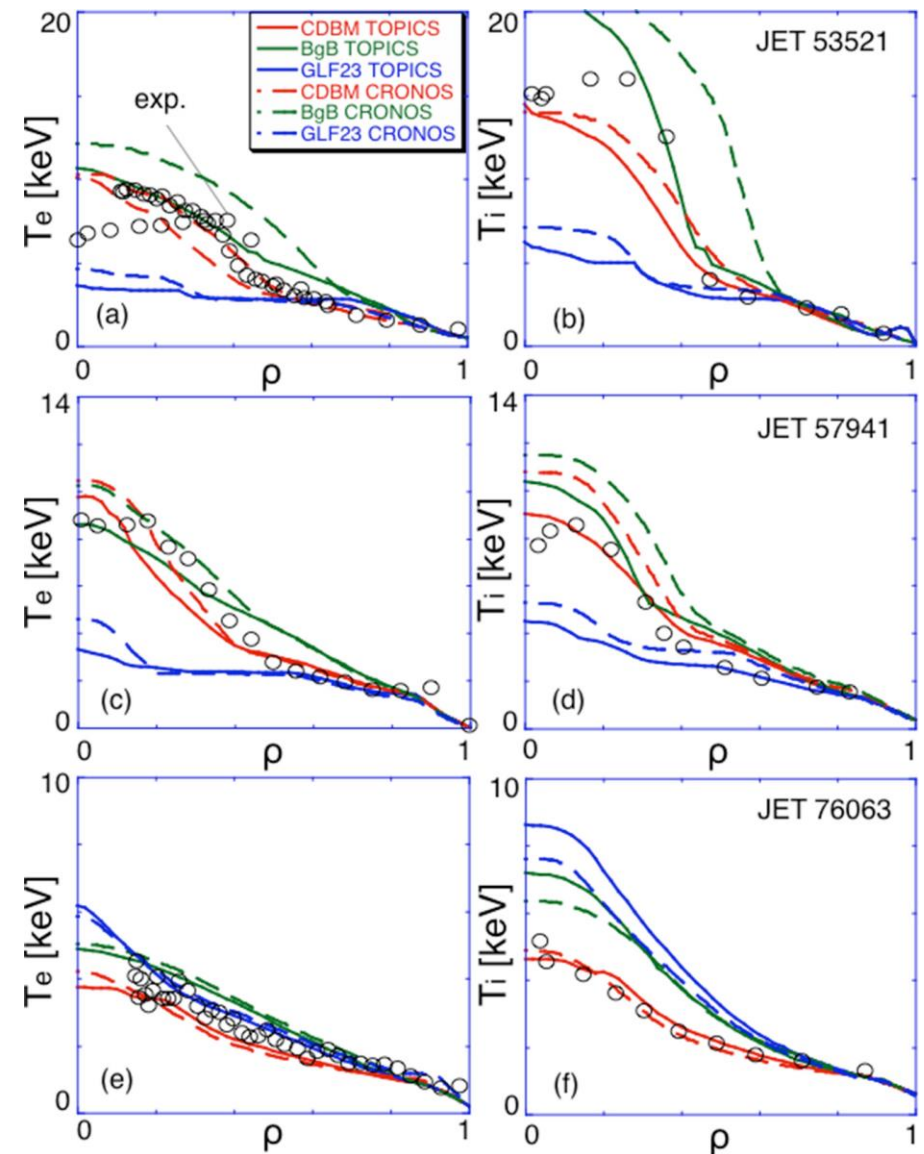 20
CDBM TOPICS
BgB TOPICS
GLF23 TOPICS
CDBM CRONOS
BgB CRONOS
GLF23 CRONOS
exp.
Te [keV]
(a)
0
0
ρ
1
20
JET 53521
Ti [keV]
(b)
0
0
ρ
1
14
Te [keV]
(c)
0
0
ρ
1
14
JET 57941
Ti [keV]
(d)
0
0
ρ
1
10
Te [keV]
(e)
0
0
ρ
1
10
JET 76063
Ti [keV]
(f)
0
0
ρ
1